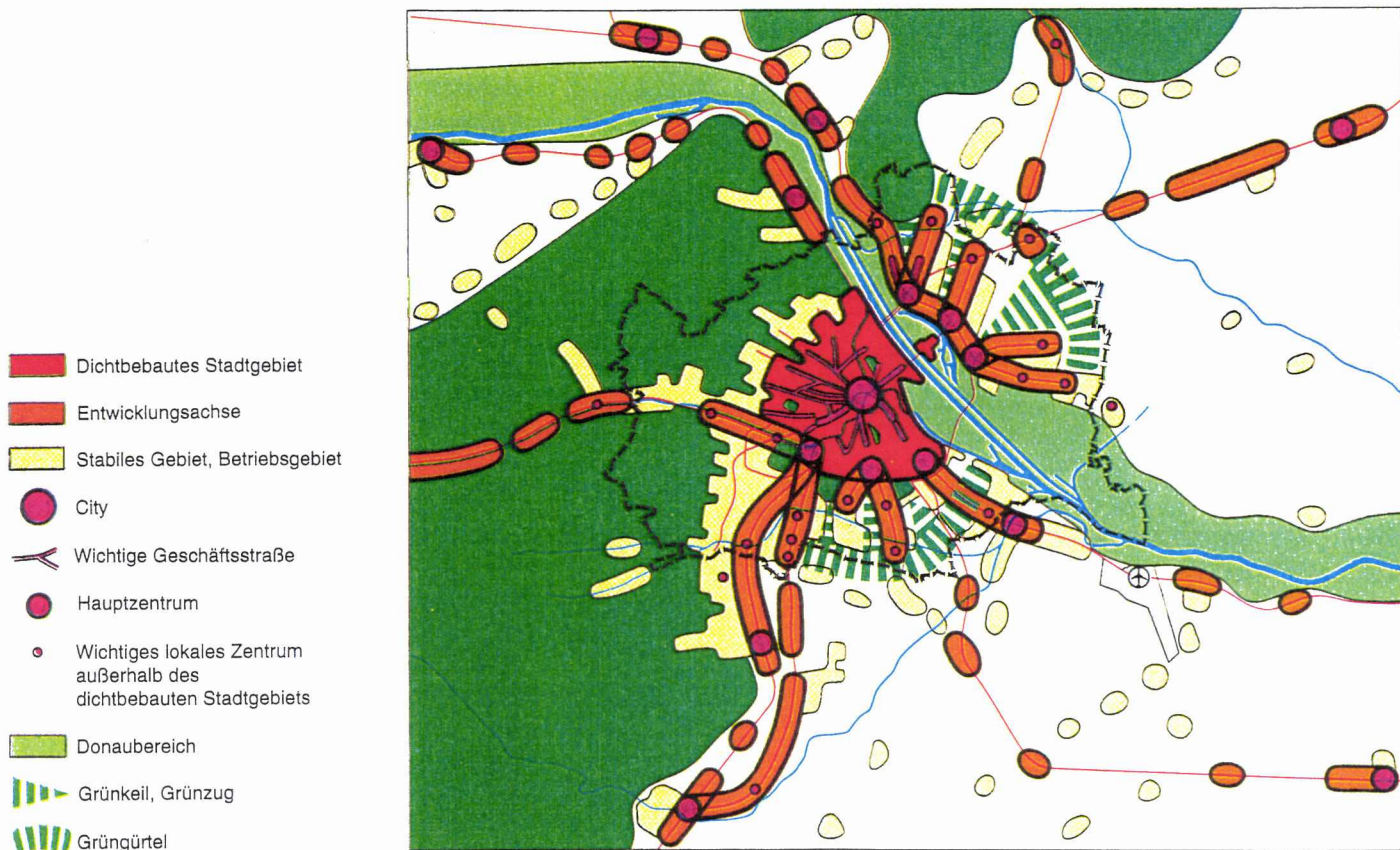 Dichtbebautes Stadtgebiet
Entwicklungsachse
Stabiles Gebiet, Betriebsgebiet
City
Wichtige Geschäftsstraße
Hauptzentrum
Wichtiges lokales Zentrum
außerhalb des
dichtbebauten Stadtgebiets
Donaubereich
Grünkeil, Grünzug
Grüngürtel